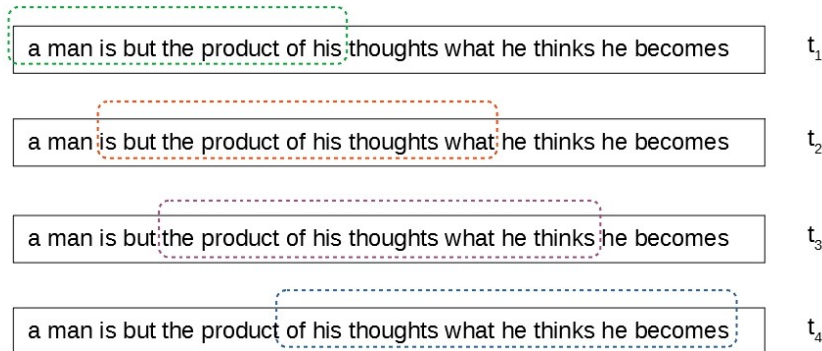 a man is but the product of his thoughts what he thinks he becomes t₁
a man is but the product of his thoughts what he thinks he becomes t₂
a man is but the product of his thoughts what he thinks he becomes t₃
a man is but the product of his thoughts what he thinks he becomes t₄